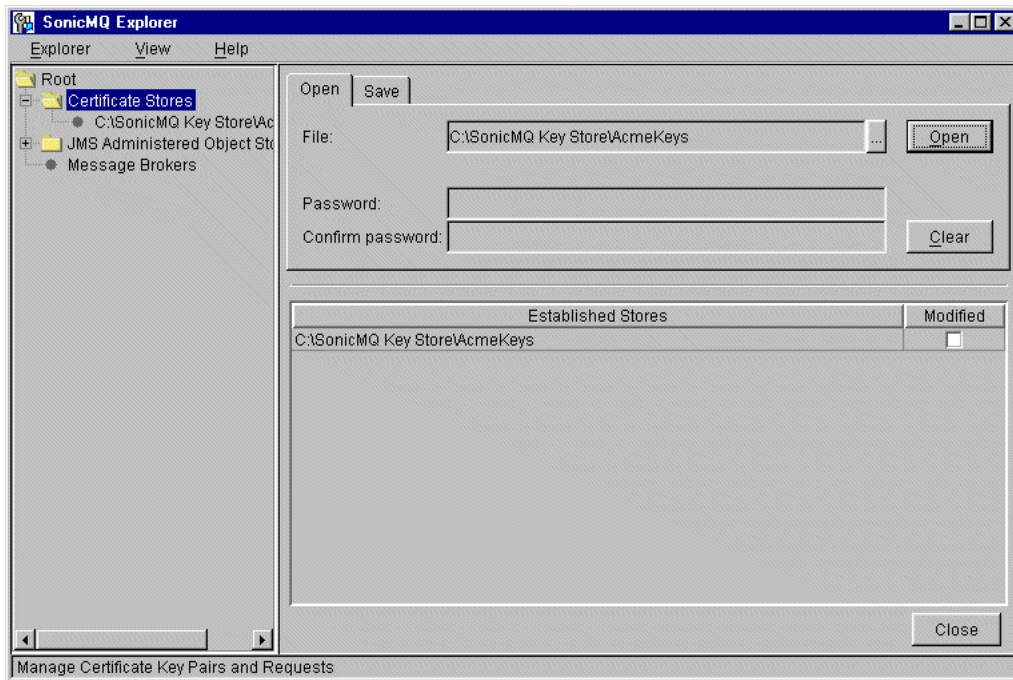 SonicMQ Explorer
Explorer View Help
Root
Certificate Stores
C:\SonicMQ Key Store\Ac
JMS Administered Object Sto
Message Brokers
Open Save
File: C:\SonicMQ Key Store\AcmeKeys ... Open
Password:
Confirm password: Clear
Established Stores Modified
C:\SonicMQ Key Store\AcmeKeys
Close
Manage Certificate Key Pairs and Requests